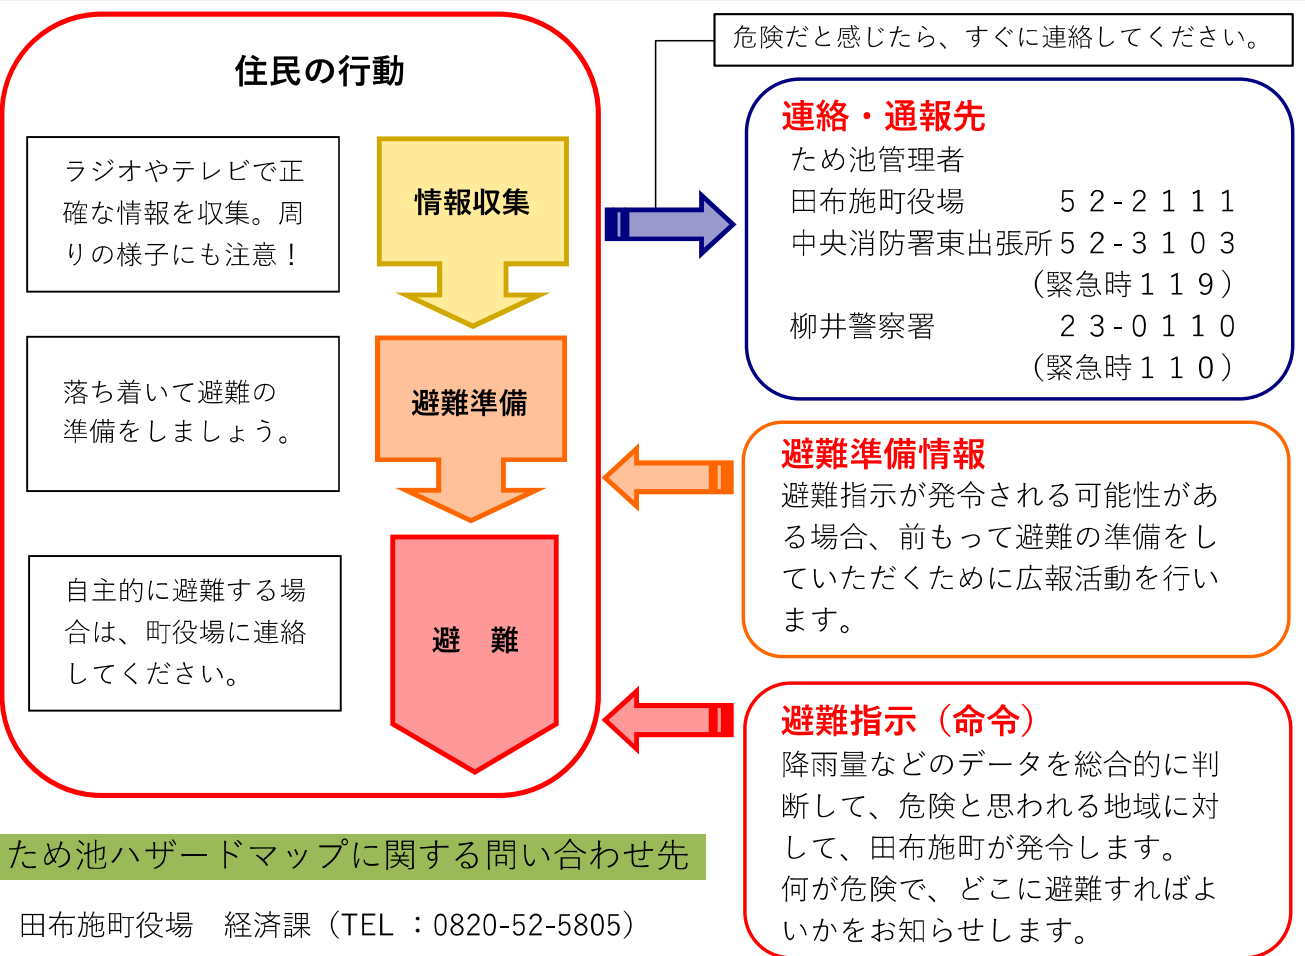 住民の行動
ラジオやテレビで正
確な情報を収集。周
りの様子にも注意！
情報収集
落ち着いて避難の
準備をしましょう。
避難準備
自主的に避難する場
合は、町役場に連絡
してください。
避　難
危険だと感じたら、すぐに連絡してください。
連絡・通報先
ため池管理者
田布施町役場　５２-２１１１
中央消防署東出張所５２-３１０３
（緊急時１１９）
柳井警察署　２３-０１１０
（緊急時１１０）
避難準備情報
避難指示が発令される可能性があ
る場合、前もって避難の準備をし
ていただくために広報活動を行い
ます。
避難指示（命令）
降雨量などのデータを総合的に判
断して、危険と思われる地域に対
して、田布施町が発令します。
何が危険で、どこに避難すればよ
いかをお知らせします。
ため池ハザードマップに関する問い合わせ先
田布施町役場　経済課（TEL ：0820-52-5805）